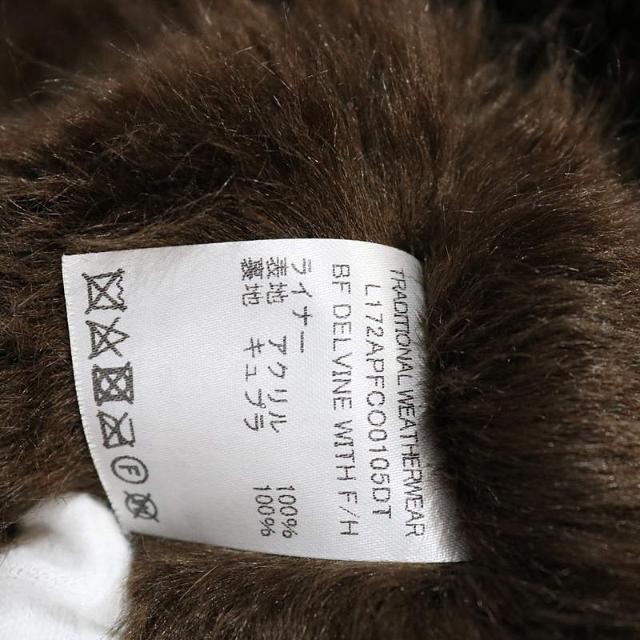 TRADITIONAL WEATHERWEAR
L172APFCO0105DT
BF DELVINE WITH F/H
ライナー
表地 アクリル 100%
裏地 キュプラ 100%
F